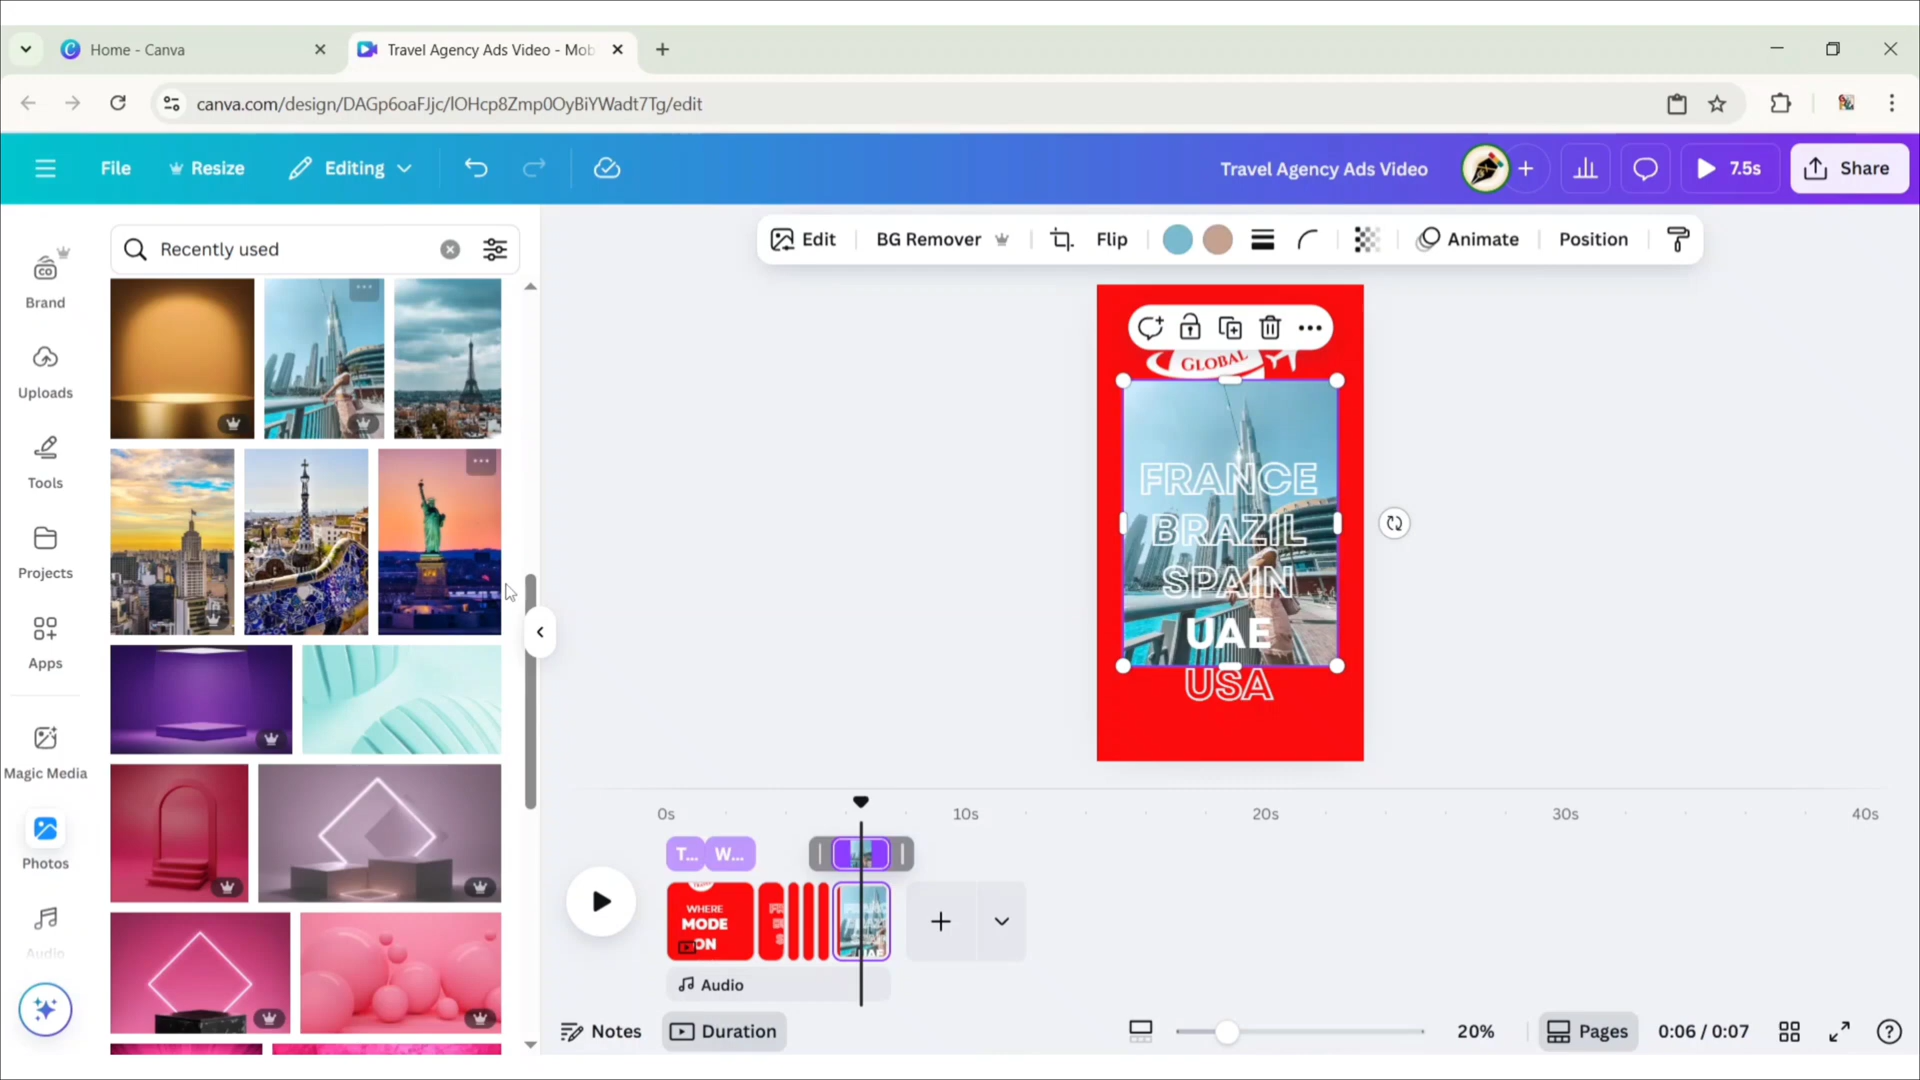 Home - Canva
Travel Agency Ads Video - Mob
canva.com/design/DAGp6oaFJjc/lOHcp8Zmp0OyBiYWadt7Tg/edit
File
Resize
Editing
Travel Agency Ads Video
7.5s
Share
Recently used
Edit
BG Remover
Flip
Animate
Position
Brand
Uploads
Tools
Projects
Apps
Magic Media
Photos
Audio
GLOBAL
FRANCE
BRAZIL
SPAIN
UAE
USA
0s
10s
20s
30s
40s
T...
W...
WHERE
MODE
ON
UAE
Audio
Notes
Duration
20%
Pages
0:06 / 0:07